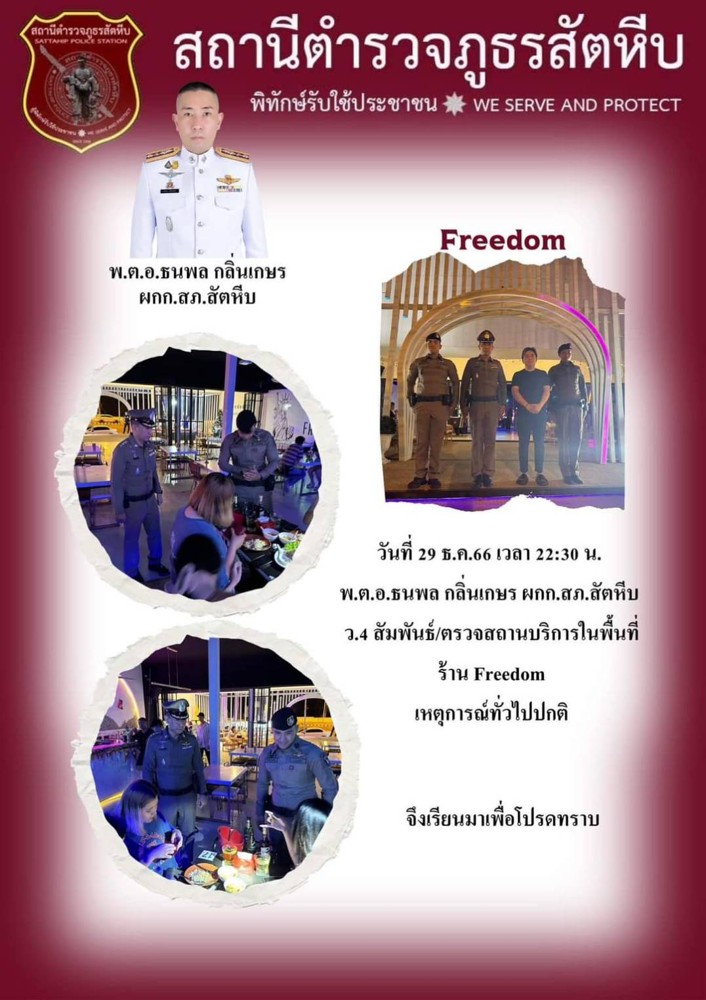 สถานีตำรวจภูธรสัตหีบ
SATTAHIP POLICE STATION
สถานีตำรวจภูธรสัตหีบ
พิทักษ์รับใช้ประชาชน WE SERVE AND PROTECT
พ.ต.อ.ธนพล กลิ่นเกษร
ผกก.สภ.สัตหีบ
Freedom
วันที่ 29 ธ.ค.66 เวลา 22:30 น.
พ.ต.อ.ธนพล กลิ่นเกษร ผกก.สภ.สัตหีบ
ว.4 สัมพันธ์/ตรวจสถานบริการในพื้นที่
ร้าน Freedom
เหตุการณ์ทั่วไปปกติ
จึงเรียนมาเพื่อโปรดทราบ